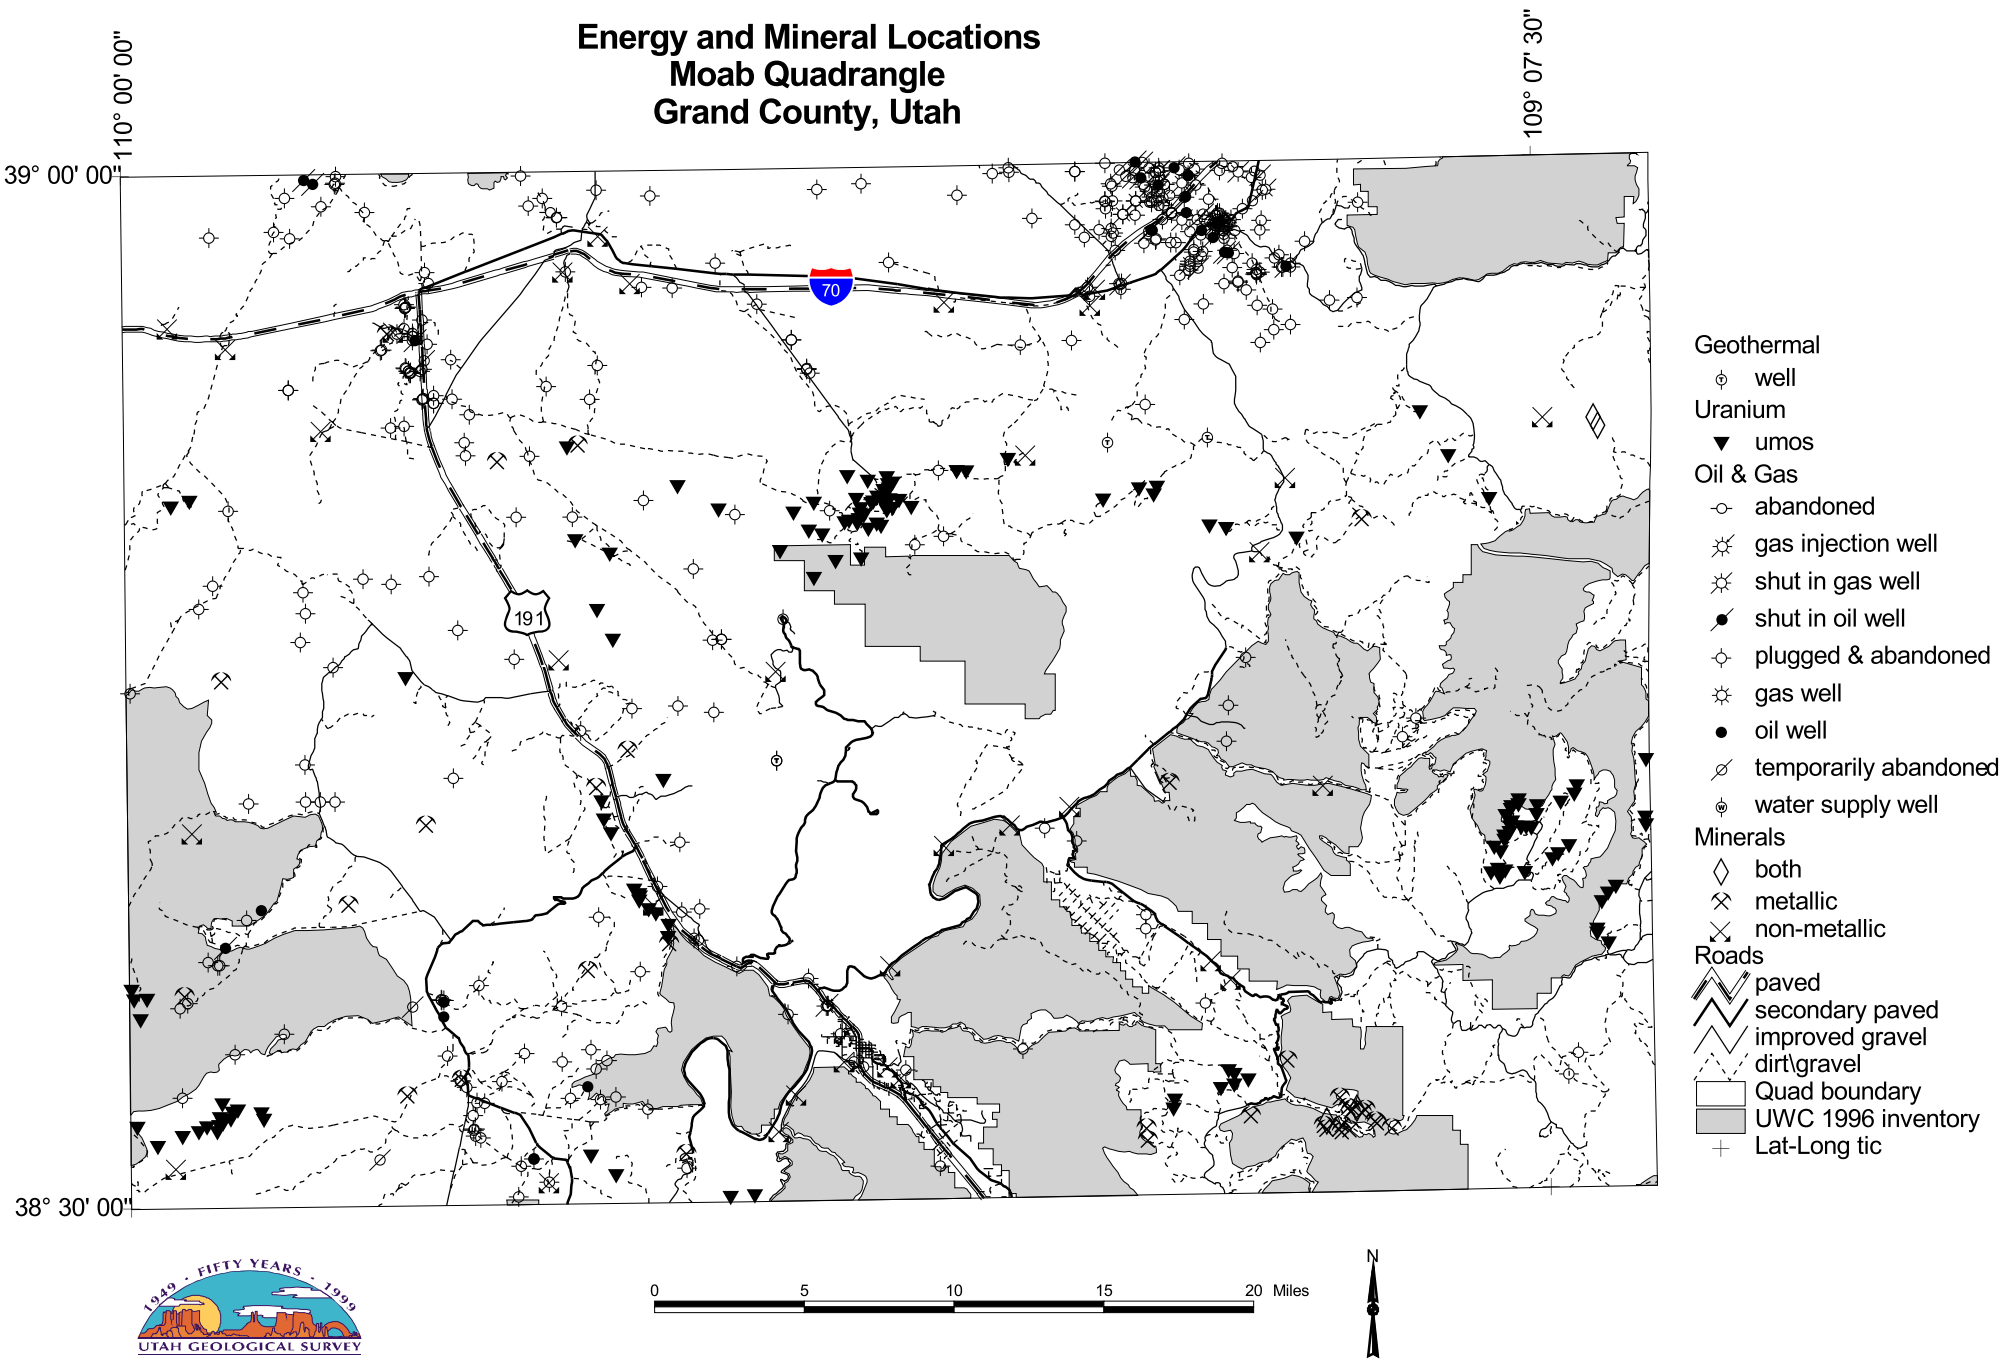 Energy and Mineral Locations
Moab Quadrangle
Grand County, Utah
110° 00' 00"
109° 07' 30"
39° 00' 00"
70
191
38° 30' 00"
Geothermal
well
Uranium
umos
Oil & Gas
abandoned
gas injection well
shut in gas well
shut in oil well
plugged & abandoned
gas well
oil well
temporarily abandoned
water supply well
Minerals
both
metallic
non-metallic
Roads
paved
secondary paved
improved gravel
dirt\gravel
Quad boundary
UWC 1996 inventory
Lat-Long tic
1949 - FIFTY YEARS - 1999
UTAH GEOLOGICAL SURVEY
0 5 10 15 20 Miles
N